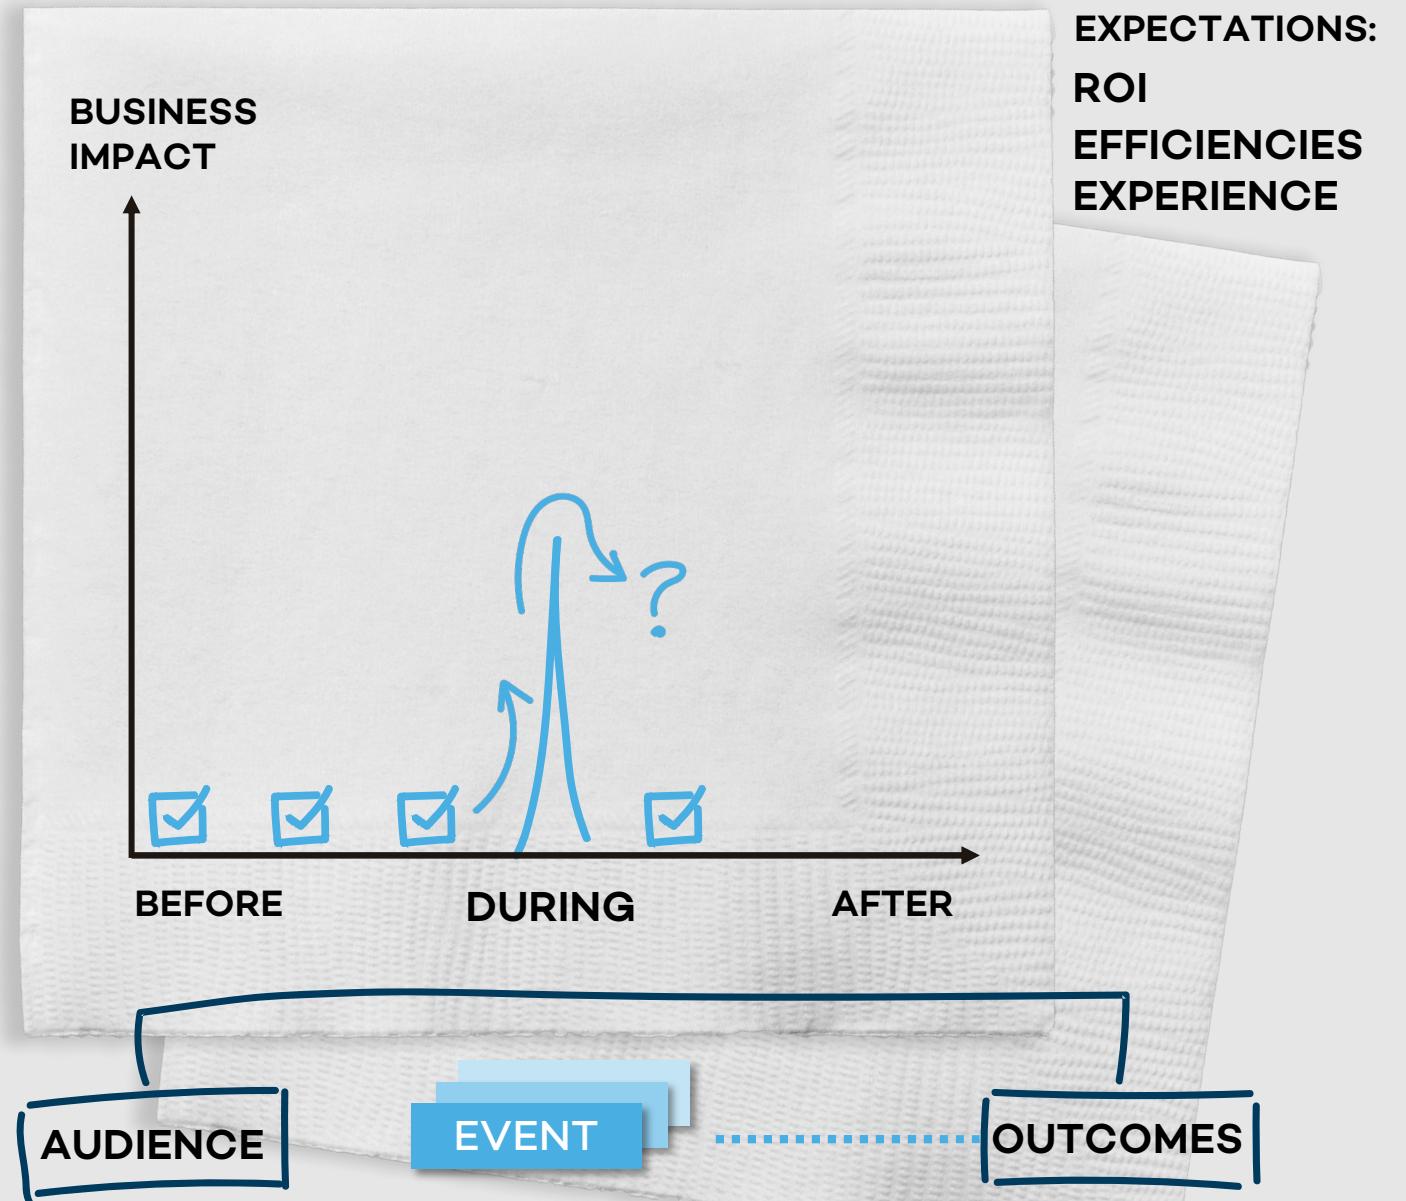 EXPECTATIONS:
ROI
EFFICIENCIES
EXPERIENCE
BUSINESS
IMPACT
?
BEFORE
DURING
AFTER
AUDIENCE
EVENT
OUTCOMES